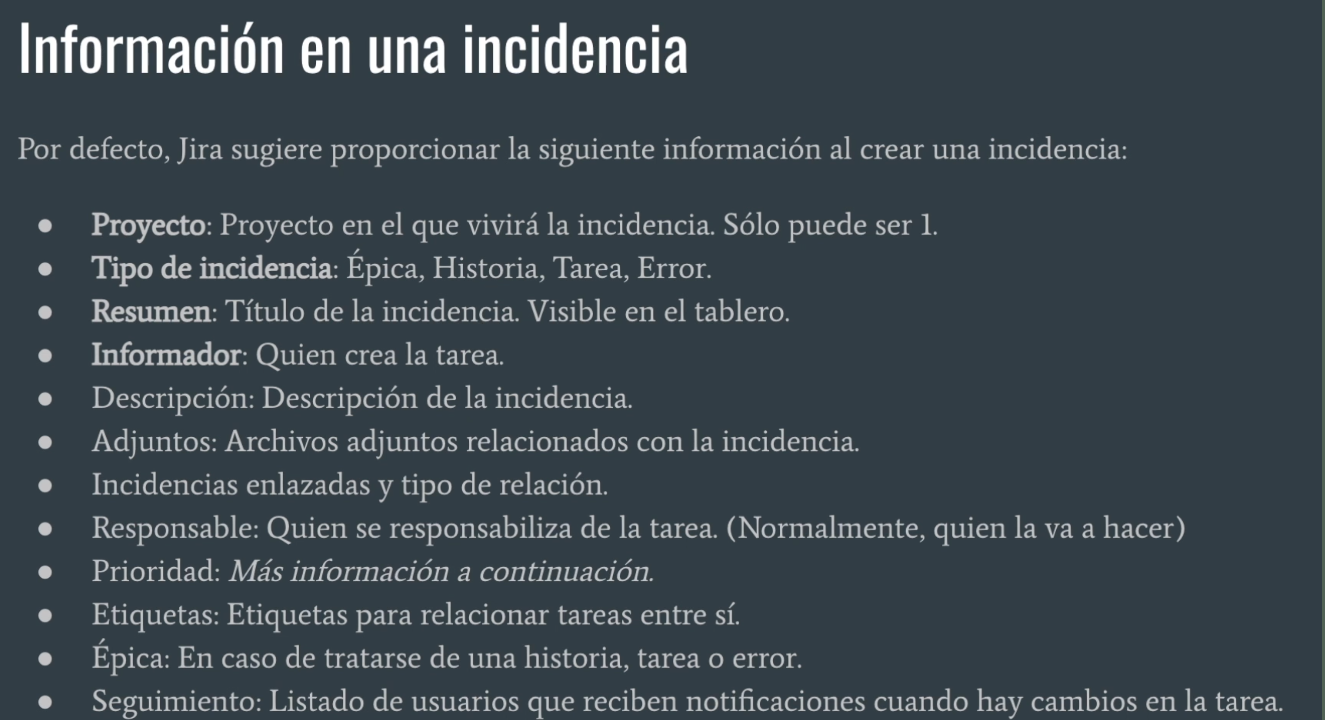 Información en una incidencia
Por defecto, Jira sugiere proporcionar la siguiente información al crear una incidencia:
● Proyecto: Proyecto en el que vivirá la incidencia. Sólo puede ser 1.
● Tipo de incidencia: Épica, Historia, Tarea, Error.
● Resumen: Título de la incidencia. Visible en el tablero.
● Informador: Quien crea la tarea.
● Descripción: Descripción de la incidencia.
● Adjuntos: Archivos adjuntos relacionados con la incidencia.
● Incidencias enlazadas y tipo de relación.
● Responsable: Quien se responsabiliza de la tarea. (Normalmente, quien la va a hacer)
● Prioridad: Más información a continuación.
● Etiquetas: Etiquetas para relacionar tareas entre sí.
● Épica: En caso de tratarse de una historia, tarea o error.
● Seguimiento: Listado de usuarios que reciben notificaciones cuando hay cambios en la tarea.